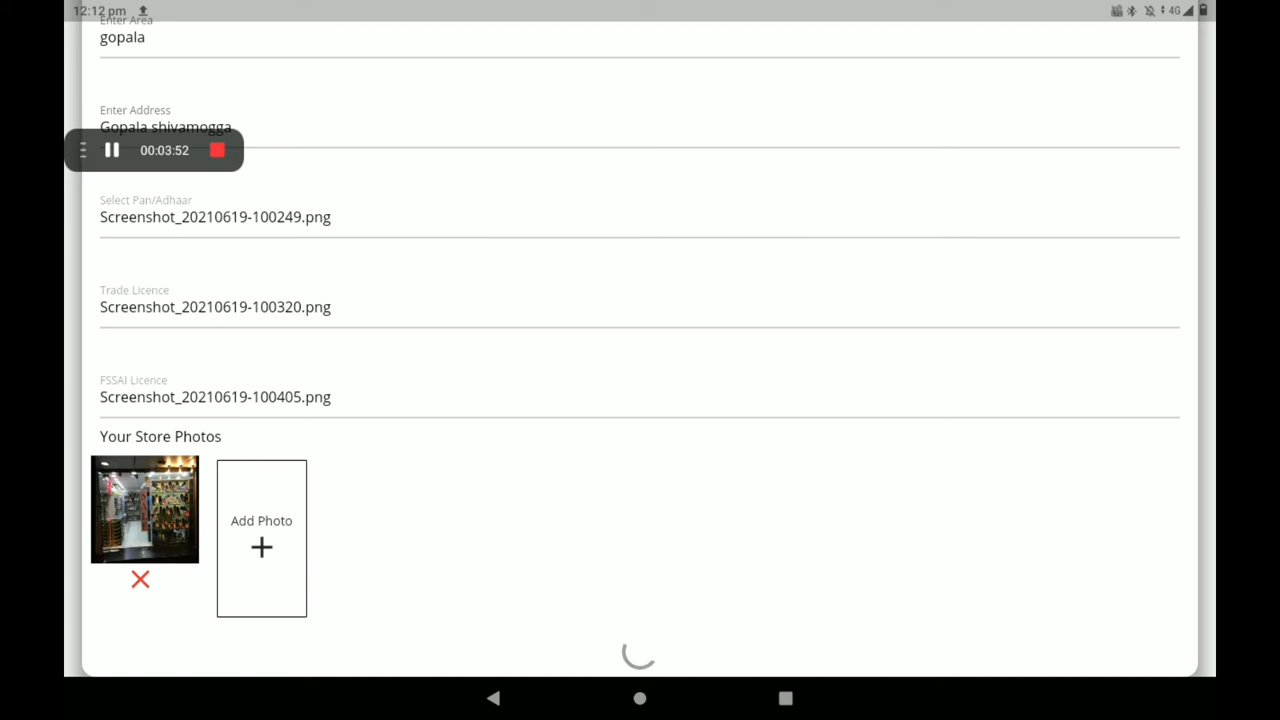 12:12 pm
4G
Enter Area
gopala
Enter Address
Gopala shivamogga
00:03:52
Select Pan/Adhaar
Screenshot_20210619-100249.png
Trade Licence
Screenshot_20210619-100320.png
FSSAI Licence
Screenshot_20210619-100405.png
Your Store Photos
Add Photo